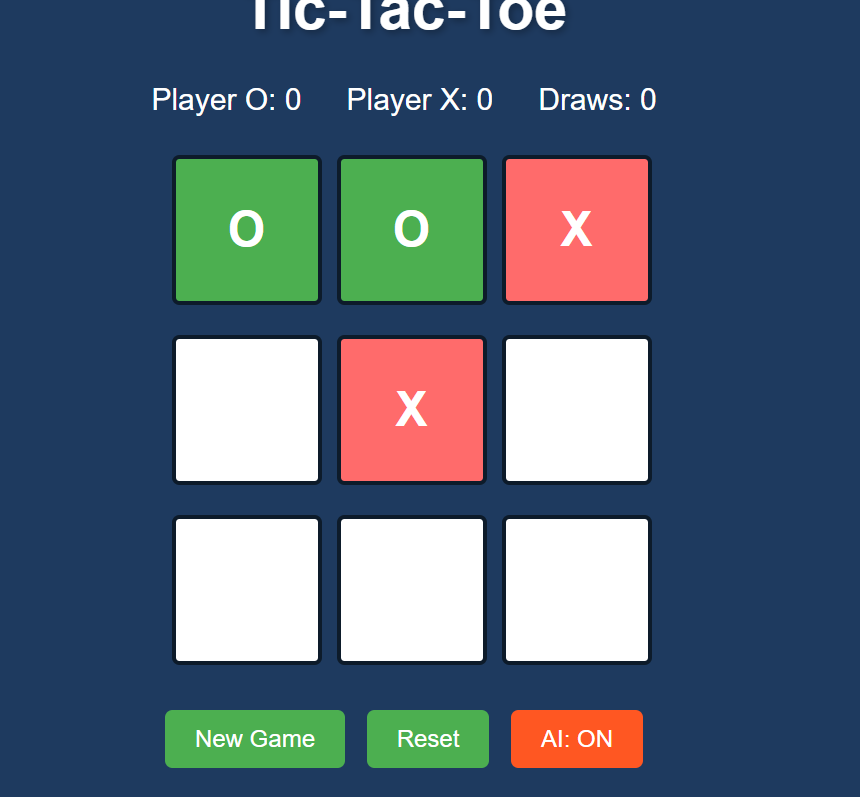 Tic-Tac-Toe
Player O: 0 Player X: 0 Draws: 0
O O X
X
New Game Reset AI: ON